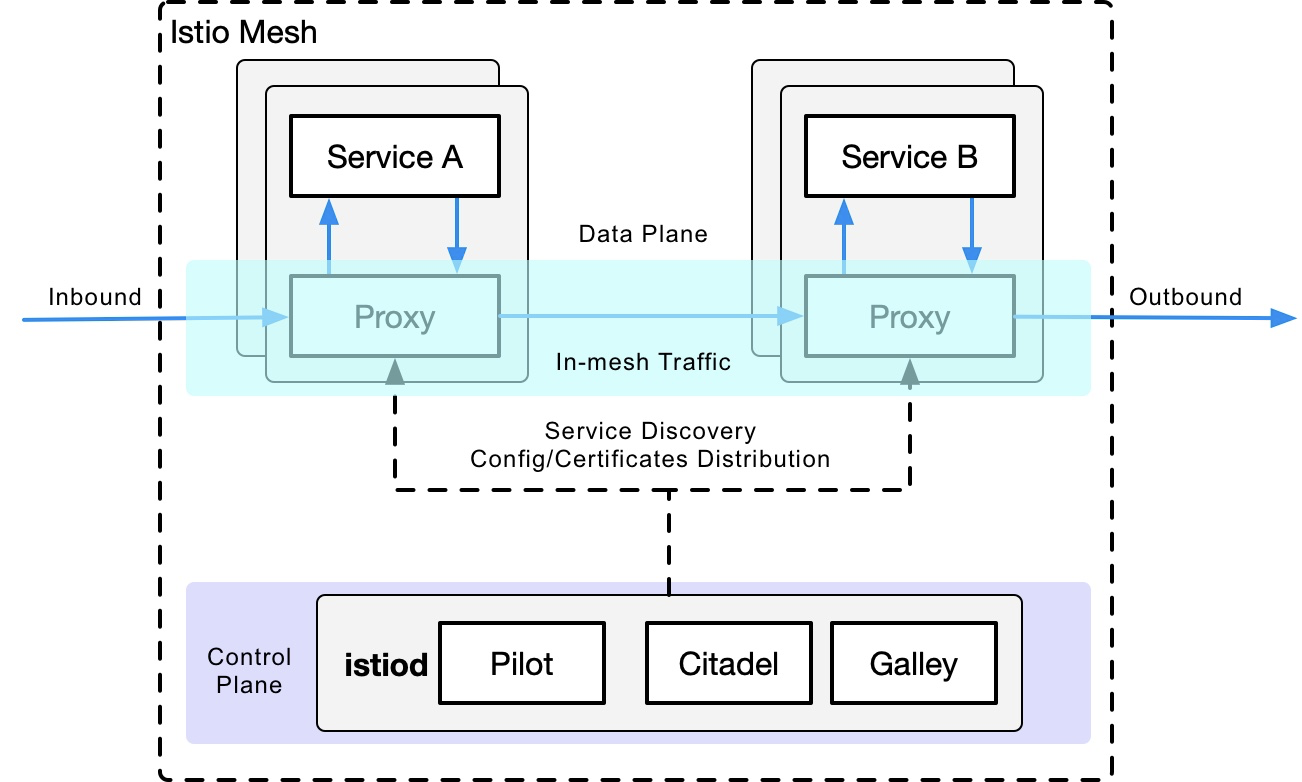 Istio Mesh
Service A
Service B
Data Plane
Inbound
Proxy
Proxy
Outbound
In-mesh Traffic
Service Discovery
Config/Certificates Distribution
Control
Plane
istiod
Pilot
Citadel
Galley